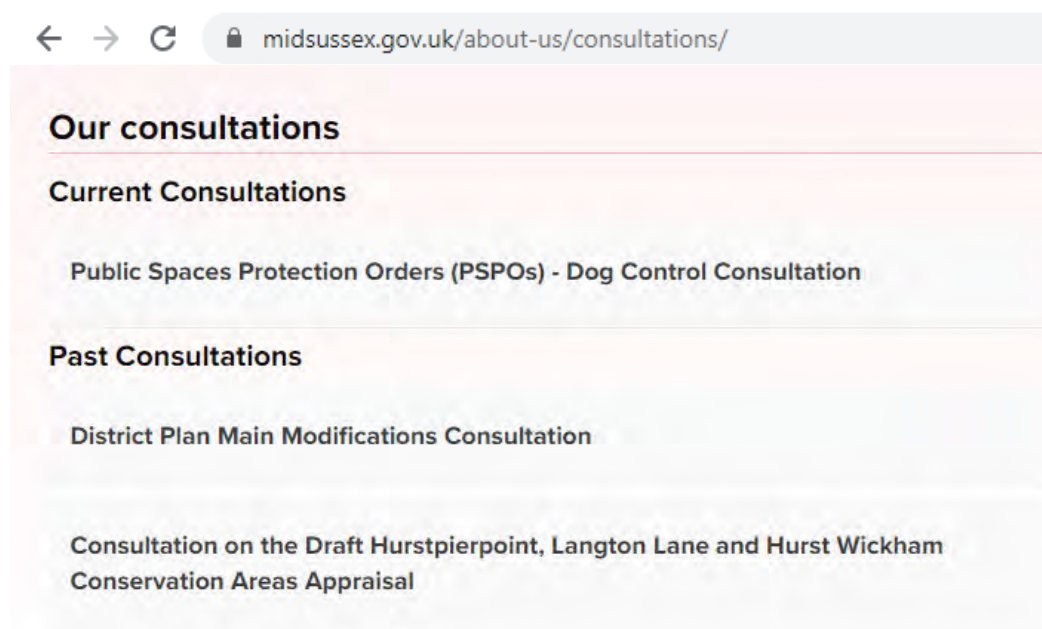 midsussex.gov.uk/about-us/consultations/
Our consultations
Current Consultations
Public Spaces Protection Orders (PSPOs) - Dog Control Consultation
Past Consultations
District Plan Main Modifications Consultation
Consultation on the Draft Hurstpierpoint, Langton Lane and Hurst Wickham
Conservation Areas Appraisal